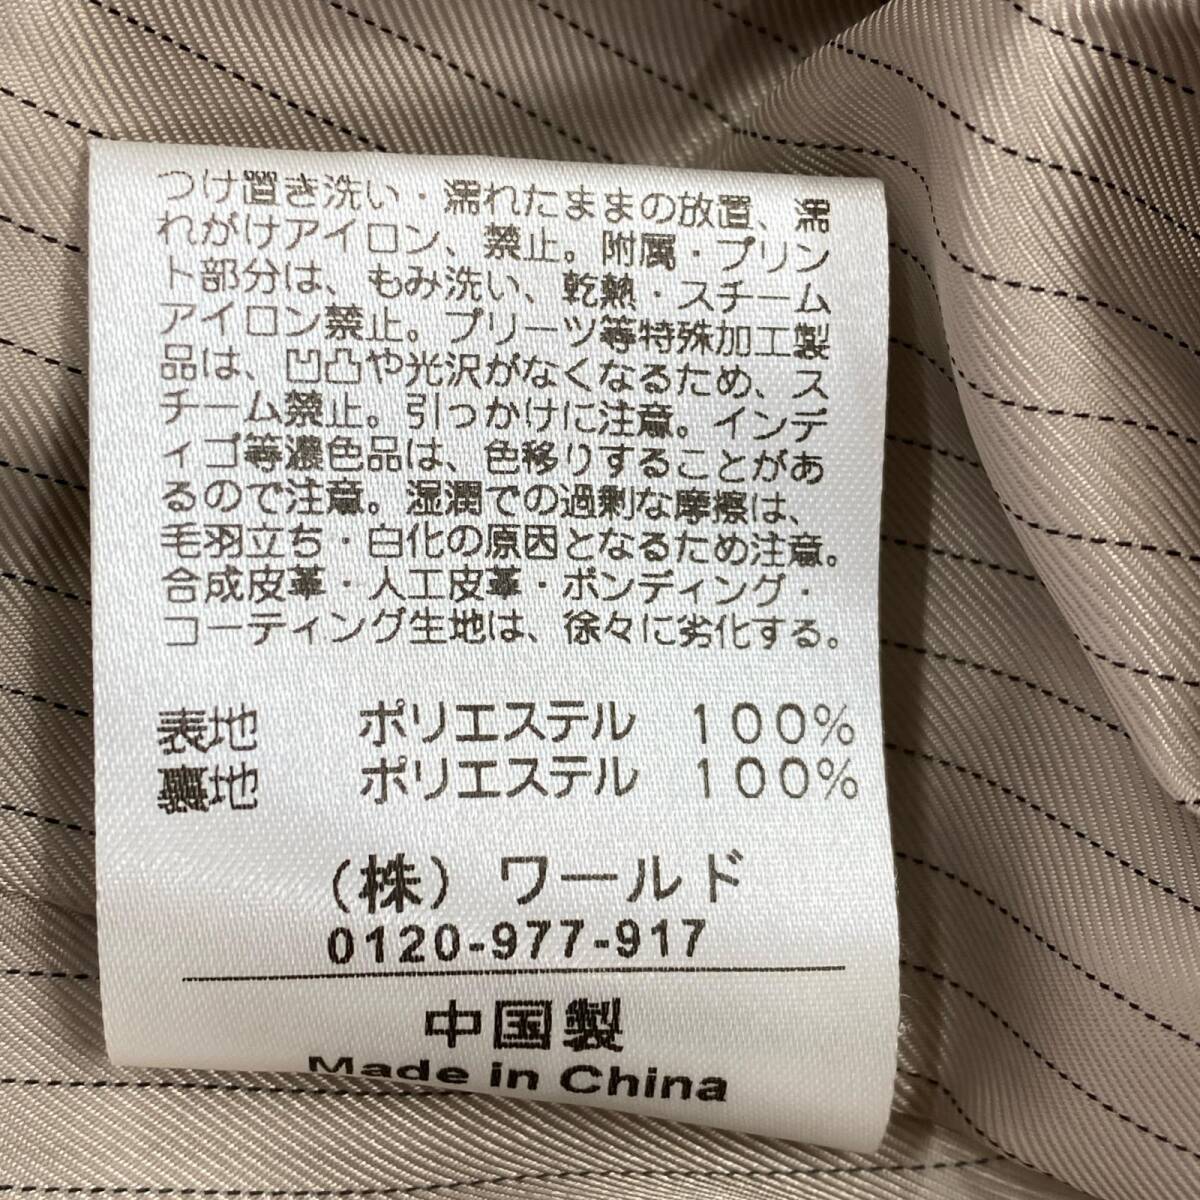 つけ置き洗い・濡れたままの放置、濡
れがけアイロン、禁止。附属・プリン
ト部分は、もみ洗い、乾熱・スチーム
アイロン禁止。プリーツ等特殊加工製
品は、凹凸や光沢がなくなるため、ス
チーム禁止。引っかけに注意。インデ
ィゴ等濃色品は、色移りすることがあ
るので注意。湿潤での過剰な摩擦は、
毛羽立ち・白化の原因となるため注意。
合成皮革・人工皮革・ボンディング・
コーティング生地は、徐々に劣化する。
表地 ポリエステル 100%
裏地 ポリエステル 100%
(株) ワールド
0120-977-917
中国製
Made in China